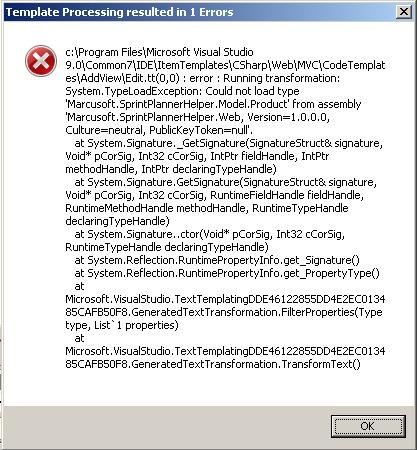 Template Processing resulted in 1 Errors
c:\Program Files\Microsoft Visual Studio
9.0\Common7\IDE\ItemTemplates\CSharp\Web\MVC\CodeTemplat
es\AddView\Edit.tt(0,0) : error : Running transformation:
System.TypeLoadException: Could not load type
'Marcusoft.SprintPlannerHelper.Model.Product' from assembly
'Marcusoft.SprintPlannerHelper.Web, Version=1.0.0.0,
Culture=neutral, PublicKeyToken=null'.
at System.Signature._GetSignature(SignatureStruct& signature,
Void* pCorSig, Int32 cCorSig, IntPtr fieldHandle, IntPtr
methodHandle, IntPtr declaringTypeHandle)
at System.Signature.GetSignature(SignatureStruct& signature,
Void* pCorSig, Int32 cCorSig, RuntimeFieldHandle fieldHandle,
RuntimeMethodHandle methodHandle, RuntimeTypeHandle
declaringTypeHandle)
at System.Signature..ctor(Void* pCorSig, Int32 cCorSig,
RuntimeTypeHandle declaringTypeHandle)
at System.Reflection.RuntimePropertyInfo.get_Signature()
at System.Reflection.RuntimePropertyInfo.get_PropertyType()
at
Microsoft.VisualStudio.TextTemplatingDDE46122855DD4E2EC0134
85CAFB50F8.GeneratedTextTransformation.FilterProperties(Type
type, List`1 properties)
at
Microsoft.VisualStudio.TextTemplatingDDE46122855DD4E2EC0134
85CAFB50F8.GeneratedTextTransformation.TransformText()
OK